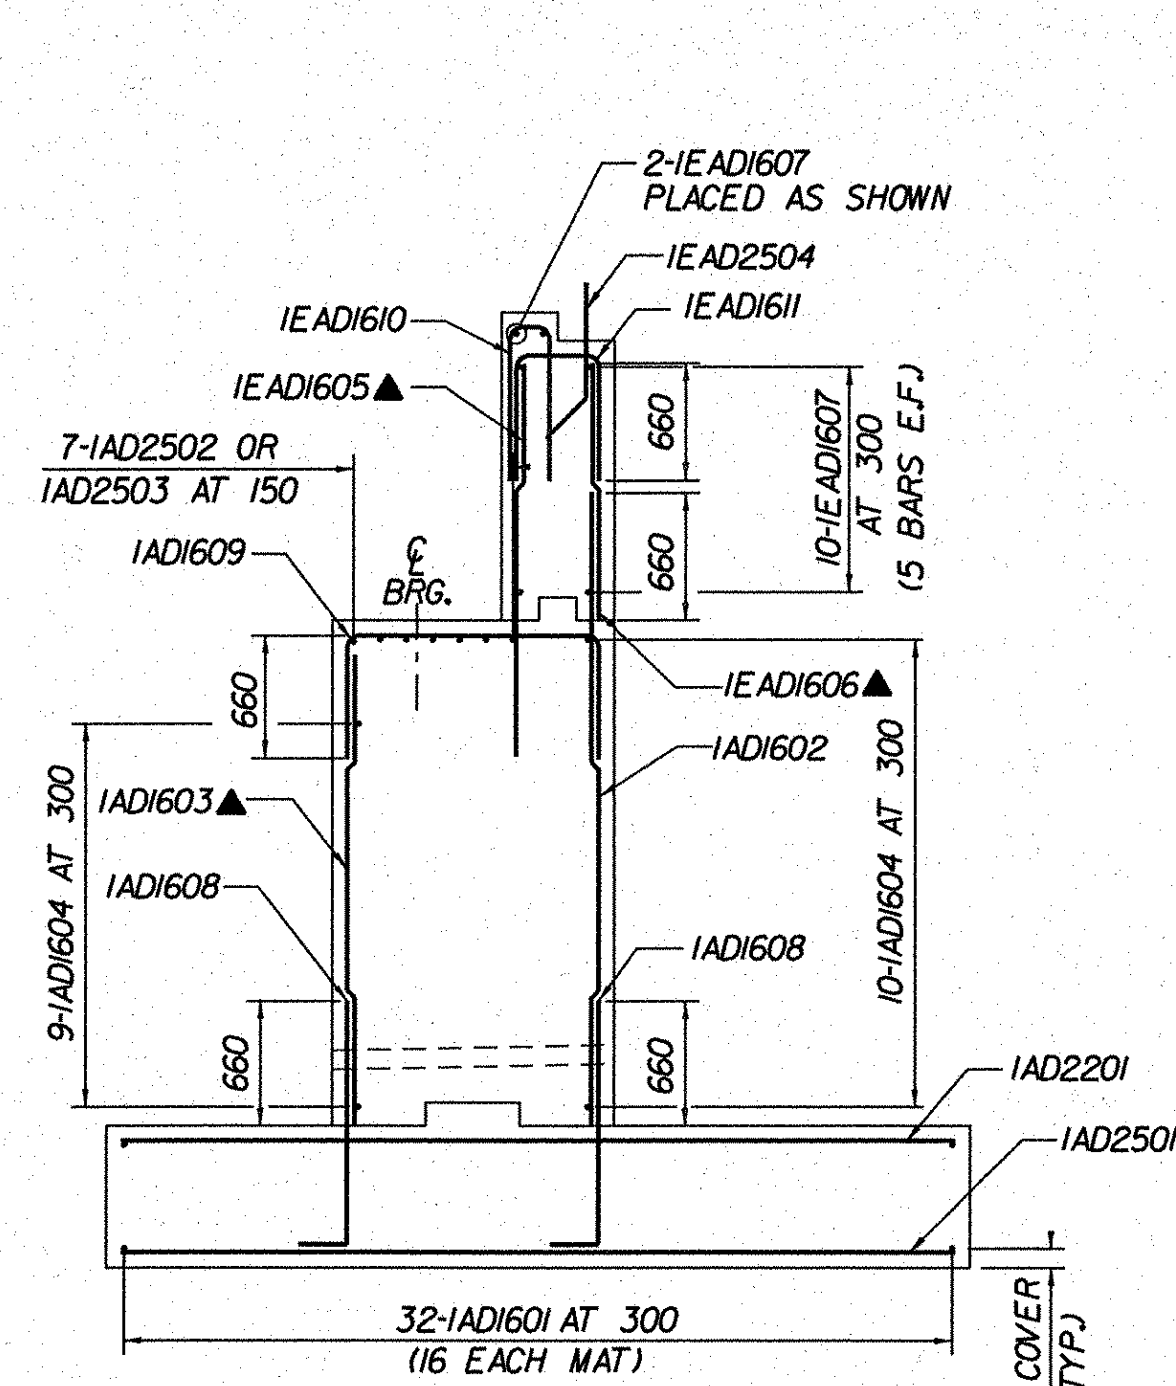 2-1EAD1607
PLACED AS SHOWN
1EAD2504
1EAD1611
1EAD1610
1EAD1605▲
7-1AD2502 OR
1AD2503 AT 150
1AD1609
℄
BRG.
660
660
10-1EAD1607
AT 300
(5 BARS E.F.)
660
1EAD1606▲
1AD1602
9-1AD1604 AT 300
1AD1603▲
1AD1608
10-1AD1604 AT 300
1AD1608
660
660
1AD2201
1AD2501
32-1AD1601 AT 300
(16 EACH MAT)
COVER
TYP.)